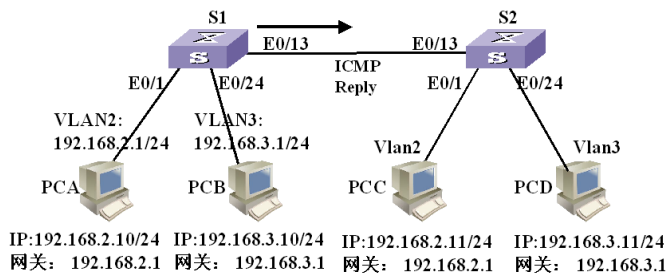 S1
S2
E0/13
E0/13
ICMP
Reply
E0/1
E0/24
E0/1
E0/24
VLAN2:
192.168.2.1/24
VLAN3:
192.168.3.1/24
Vlan2
Vlan3
PCA
PCB
PCC
PCD
IP:192.168.2.10/24
网关: 192.168.2.1
IP:192.168.3.10/24
网关: 192.168.3.1
IP:192.168.2.11/24
网关: 192.168.2.1
IP:192.168.3.11/24
网关: 192.168.3.1